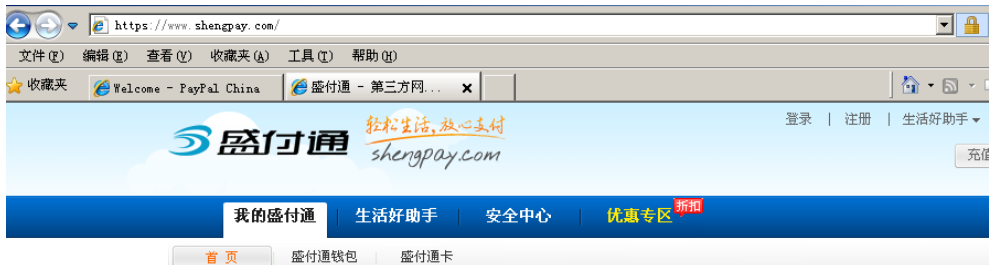 https://www.shengpay.com/
文件(F) 编辑(E) 查看(V) 收藏夹(A) 工具(T) 帮助(H)
收藏夹 Welcome - PayPal China 盛付通 - 第三方网...
盛付通 轻松生活,放心支付 登录 | 注册 | 生活好助手
shengpay.com 充值
我的盛付通 生活好助手 安全中心 优惠专区 折扣
首页 盛付通钱包 盛付通卡